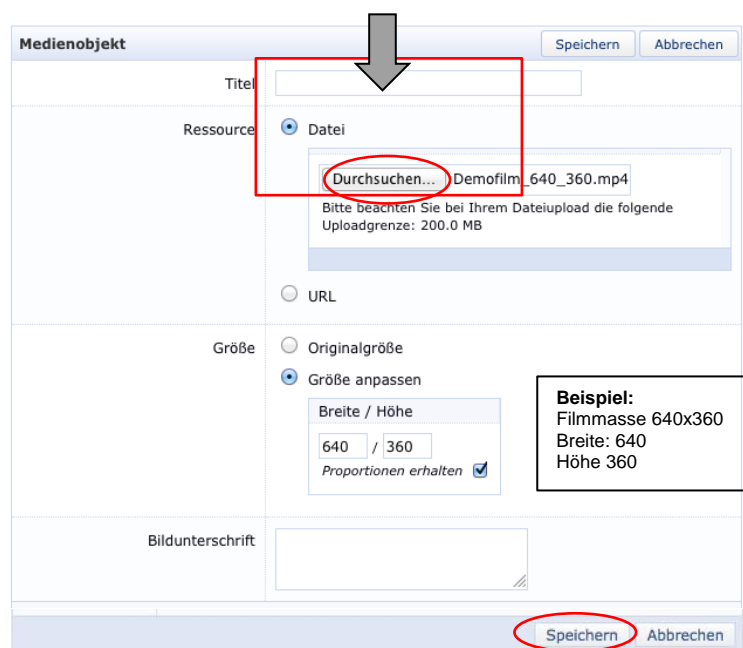 Medienobjekt Speichern Abbrechen
Titel
Ressource Datei
Durchsuchen... Demofilm_640_360.mp4
Bitte beachten Sie bei Ihrem Dateiupload die folgende
Uploadgrenze: 200.0 MB
URL
Größe Originalgröße
Größe anpassen
Breite / Höhe
640 / 360
Proportionen erhalten
Beispiel:
Filmmasse 640x360
Breite: 640
Höhe 360
Bildunterschrift
Speichern Abbrechen